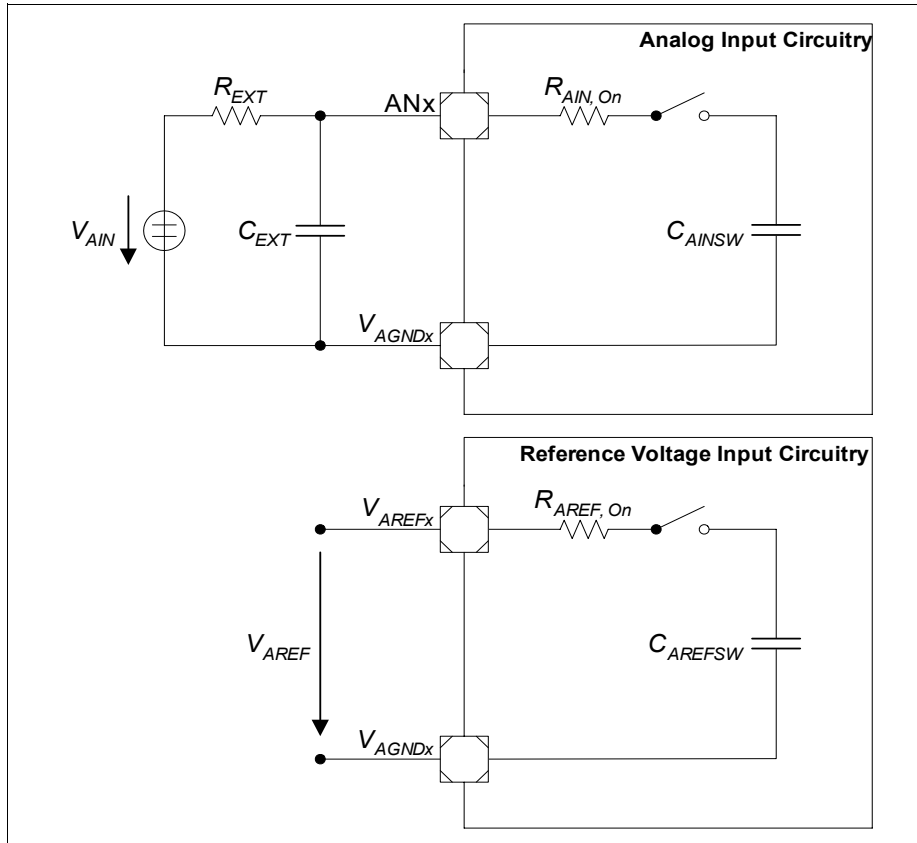 Analog Input Circuitry
R_EXT
ANx
R_AIN, On
V_AIN
C_EXT
C_AINSW
V_AGNDx
Reference Voltage Input Circuitry
V_AREFx
R_AREF, On
V_AREF
C_AREFSW
V_AGNDx